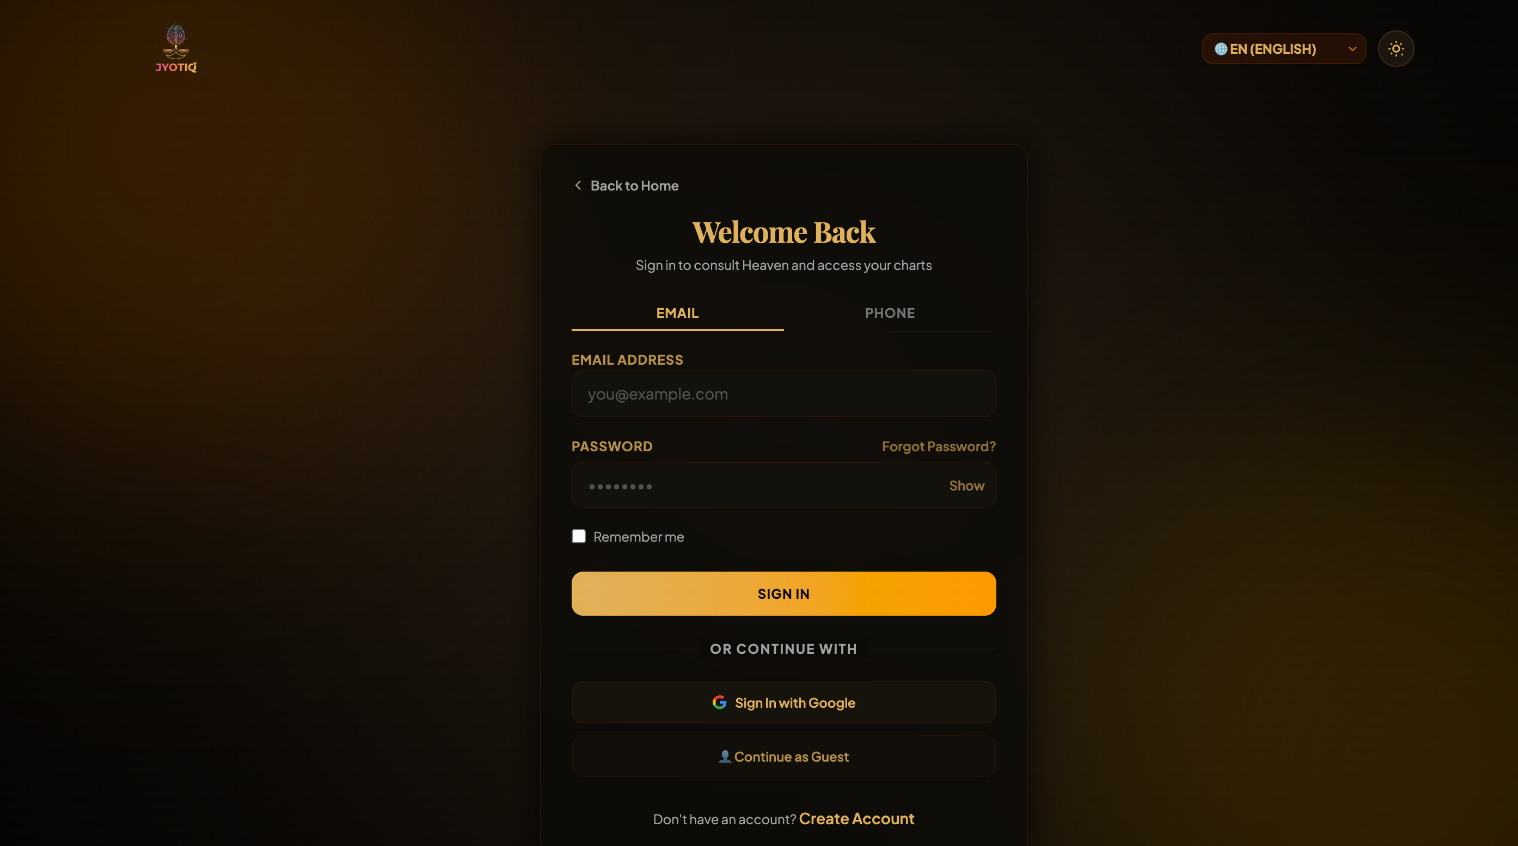 JYOTIQ
EN (ENGLISH)
Back to Home
Welcome Back
Sign in to consult Heaven and access your charts
EMAIL
PHONE
EMAIL ADDRESS
you@example.com
PASSWORD
Forgot Password?
••••••••
Show
Remember me
SIGN IN
OR CONTINUE WITH
Sign In with Google
Continue as Guest
Don't have an account? Create Account